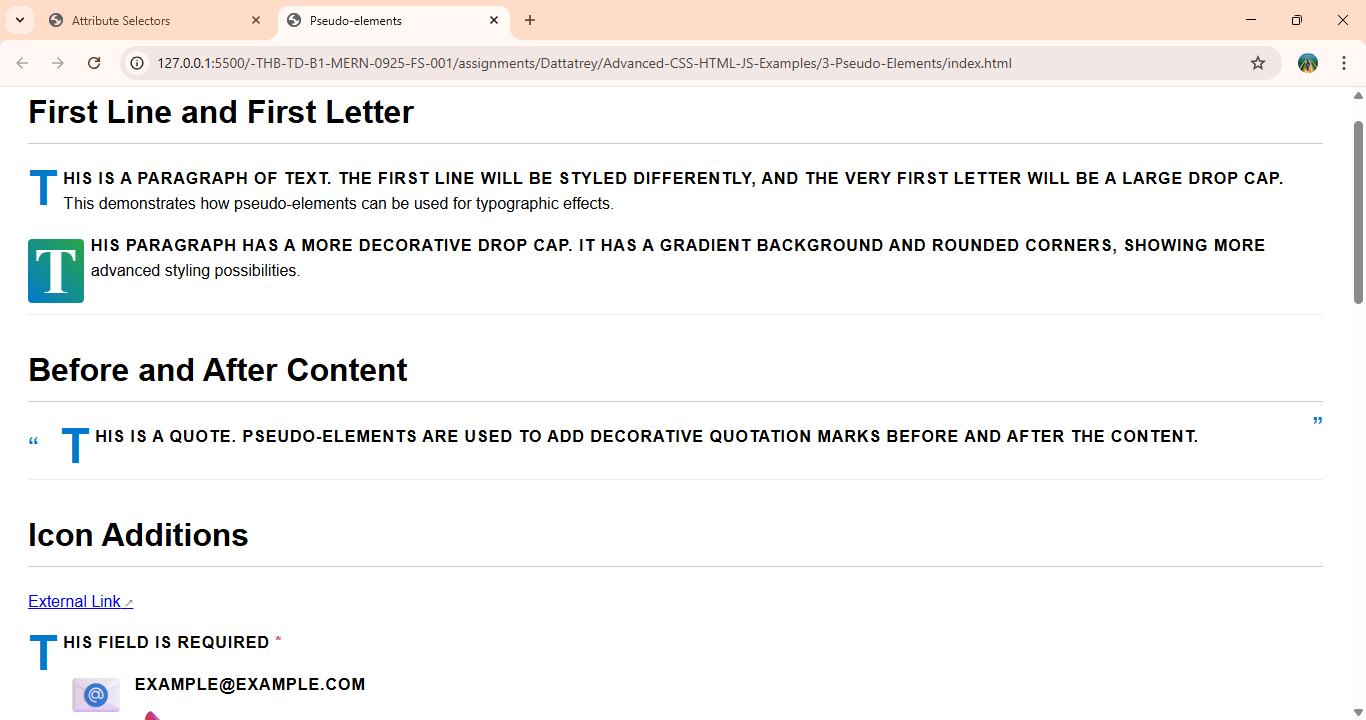 Attribute Selectors
Pseudo-elements
127.0.0.1:5500/-THB-TD-B1-MERN-0925-FS-001/assignments/Dattatrey/Advanced-CSS-HTML-JS-Examples/3-Pseudo-Elements/index.html
First Line and First Letter
THIS IS A PARAGRAPH OF TEXT. THE FIRST LINE WILL BE STYLED DIFFERENTLY, AND THE VERY FIRST LETTER WILL BE A LARGE DROP CAP.
This demonstrates how pseudo-elements can be used for typographic effects.
THIS PARAGRAPH HAS A MORE DECORATIVE DROP CAP. IT HAS A GRADIENT BACKGROUND AND ROUNDED CORNERS, SHOWING MORE
advanced styling possibilities.
Before and After Content
“ THIS IS A QUOTE. PSEUDO-ELEMENTS ARE USED TO ADD DECORATIVE QUOTATION MARKS BEFORE AND AFTER THE CONTENT. ”
Icon Additions
External Link ↗
THIS FIELD IS REQUIRED *
@ EXAMPLE@EXAMPLE.COM